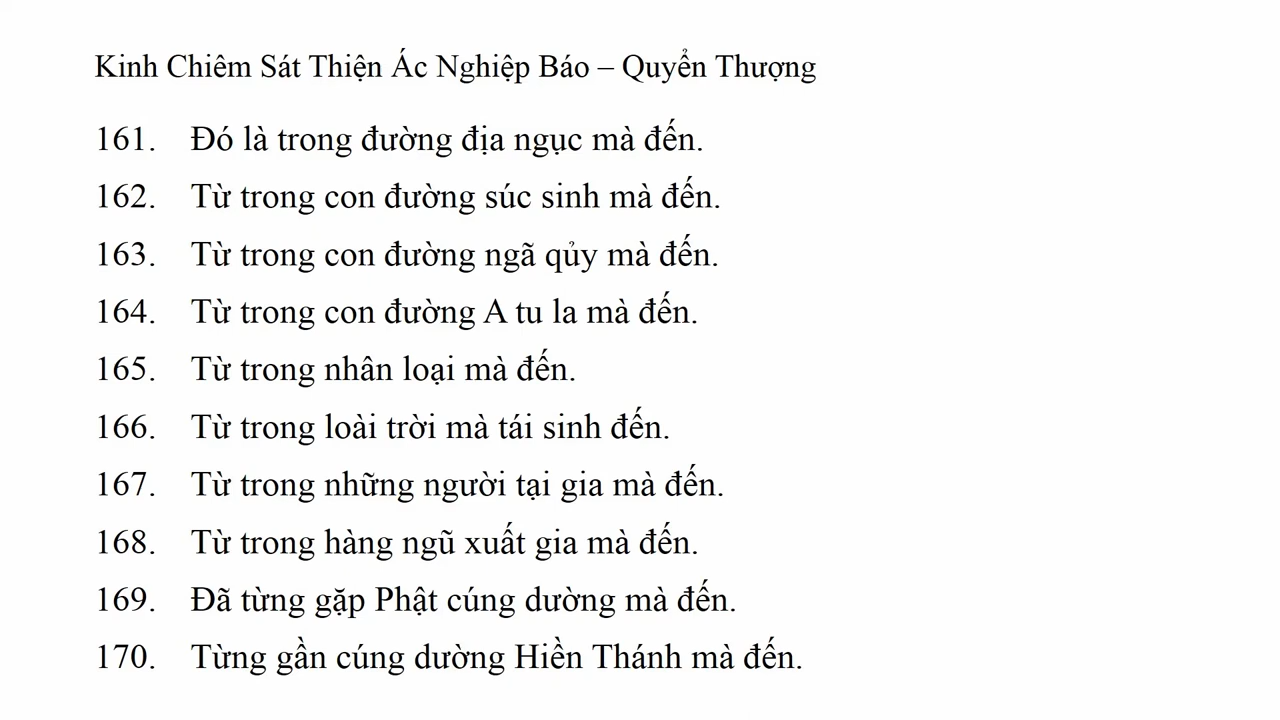 Kinh Chiêm Sát Thiện Ác Nghiệp Báo – Quyển Thượng
161. Đó là trong đường địa ngục mà đến.
162. Từ trong con đường súc sinh mà đến.
163. Từ trong con đường ngã qủy mà đến.
164. Từ trong con đường A tu la mà đến.
165. Từ trong nhân loại mà đến.
166. Từ trong loài trời mà tái sinh đến.
167. Từ trong những người tại gia mà đến.
168. Từ trong hàng ngũ xuất gia mà đến.
169. Đã từng gặp Phật cúng dường mà đến.
170. Từng gần cúng dường Hiền Thánh mà đến.